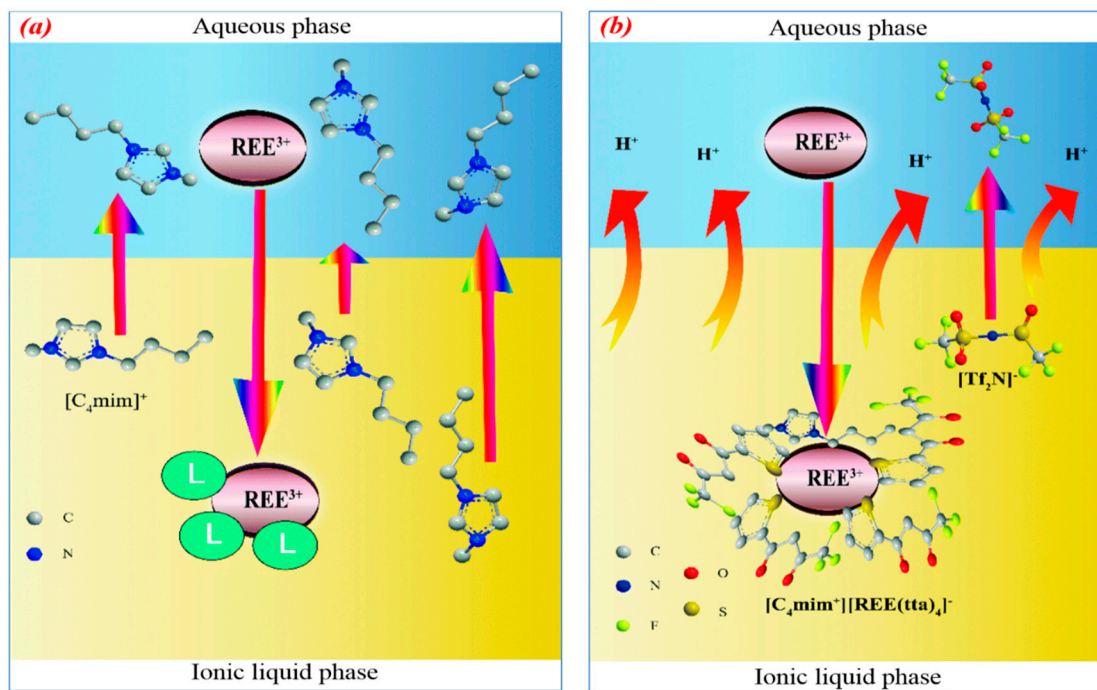 (a)
Aqueous phase
REE³⁺
[C₄mim]⁺
L
REE³⁺
L
L
C
N
Ionic liquid phase
(b)
Aqueous phase
REE³⁺
H⁺
H⁺
H⁺
H⁺
[Tf₂N]⁻
REE³⁺
C
N
F
O
S
[C₄mim⁺][REE(tta)₄]⁻
Ionic liquid phase